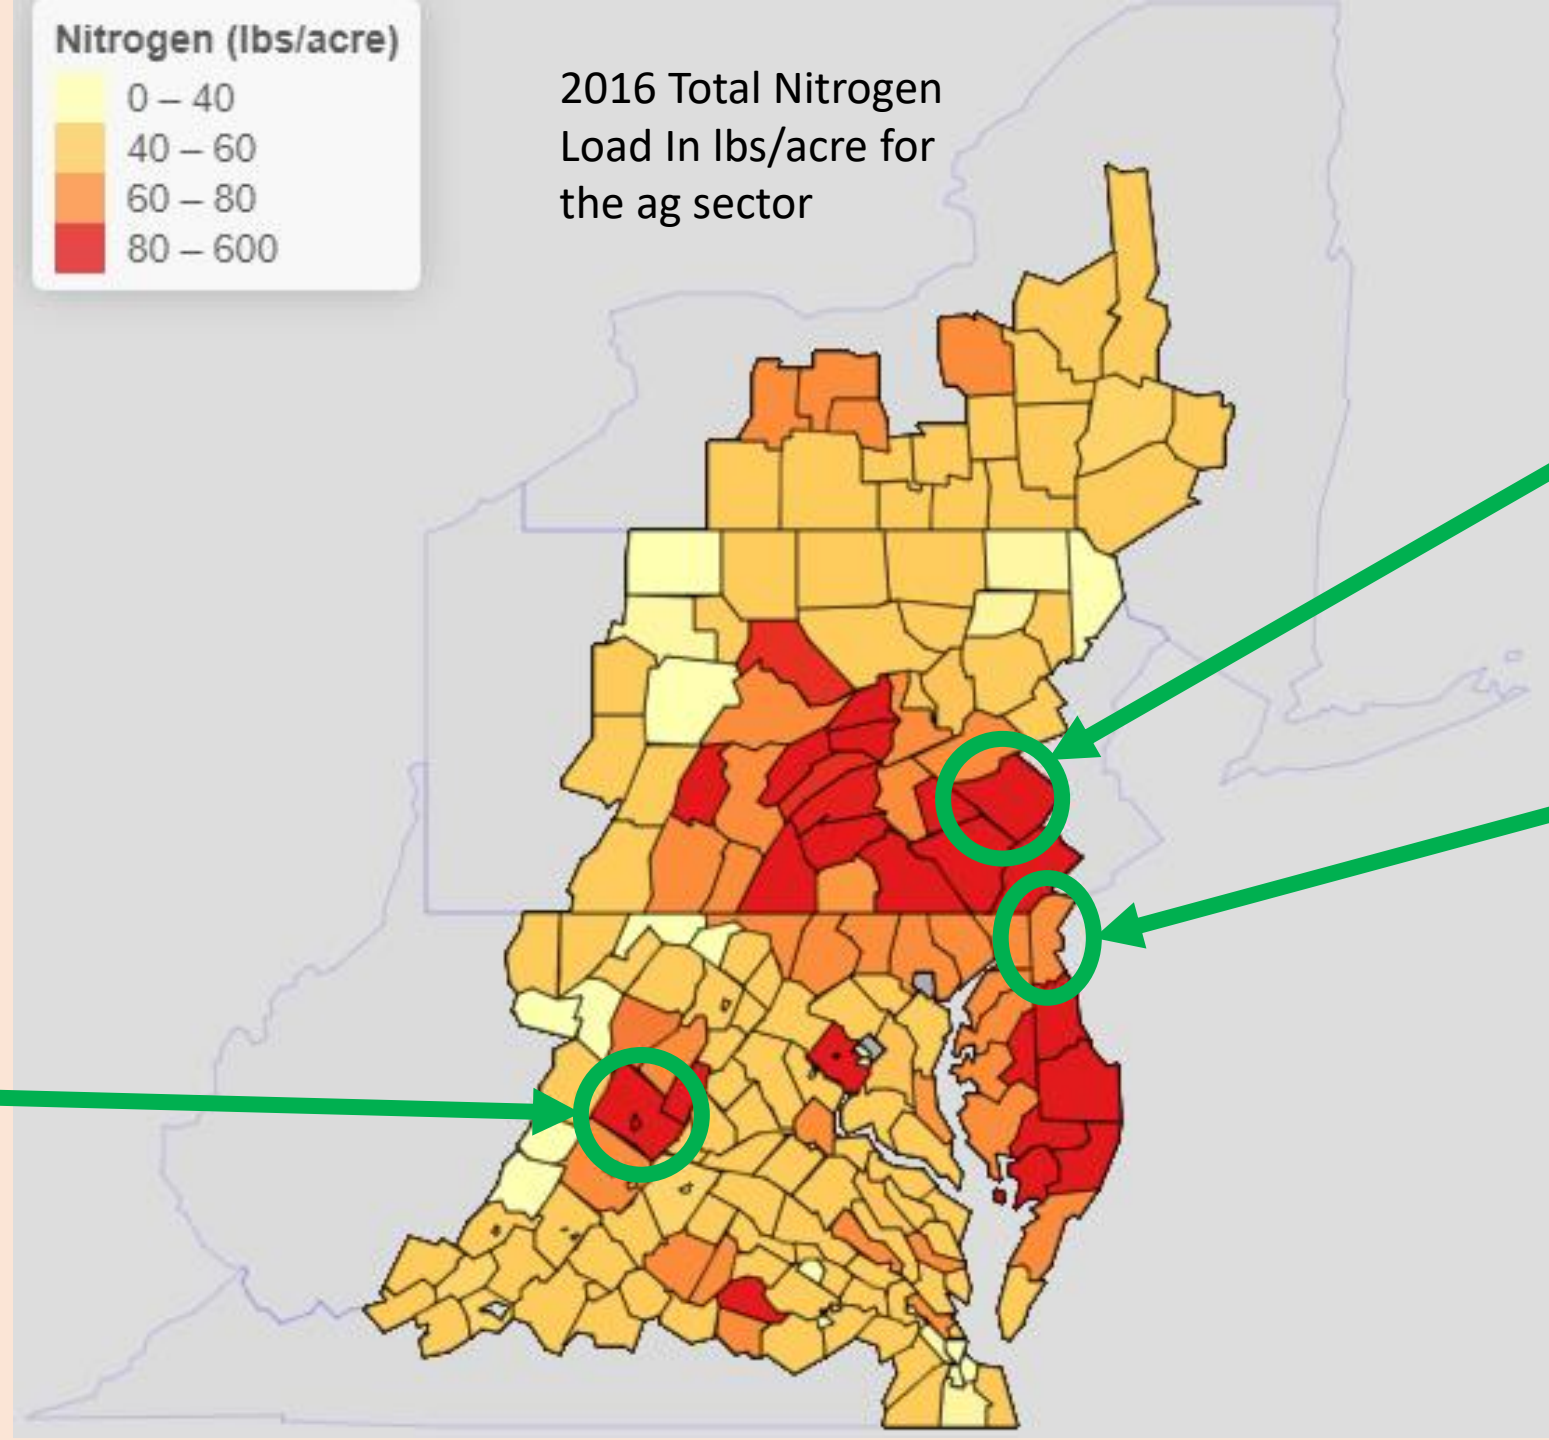 Nitrogen (lbs/acre)
0 – 40
40 – 60
60 – 80
80 – 600
2016 Total Nitrogen
Load In lbs/acre for
the ag sector